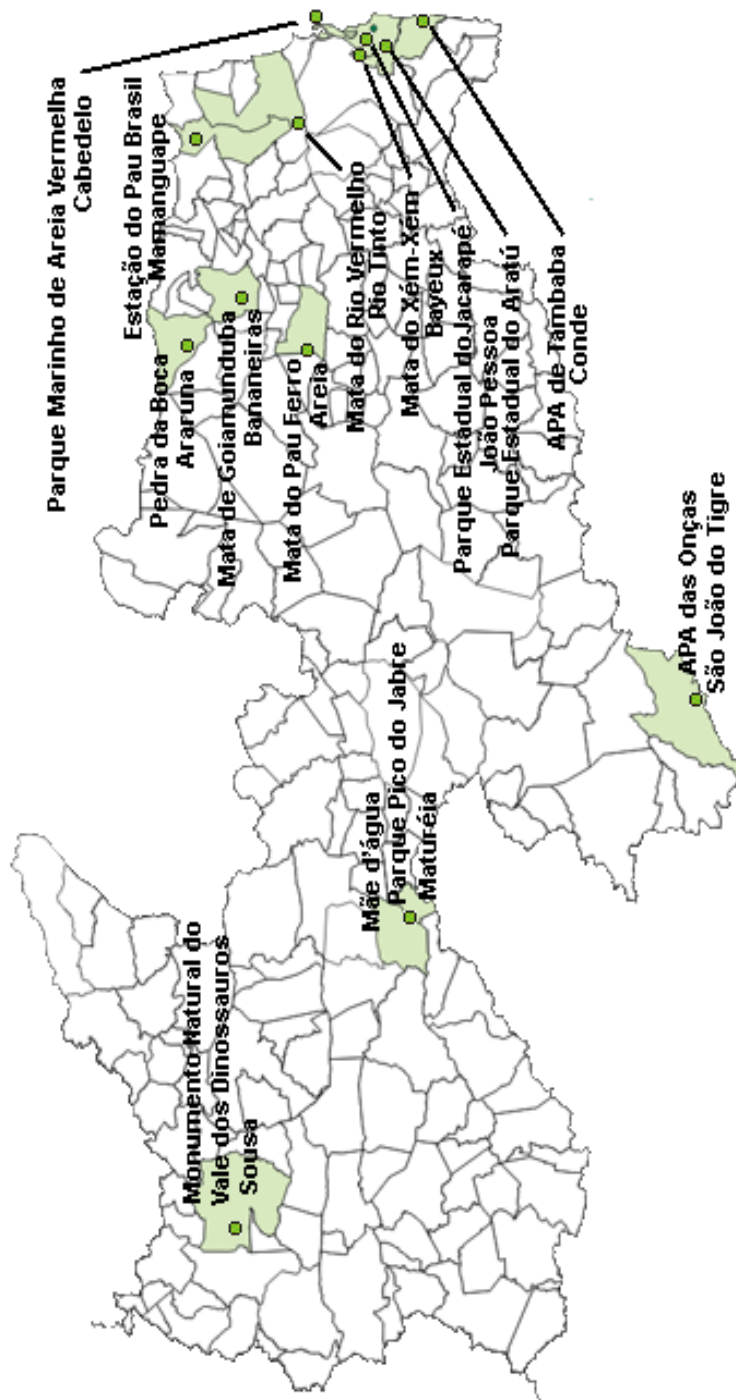 Parque Marinho de Areia Vermelha
Cabedelo
Estação do Pau Brasil
Mamanguape
Pedra da Boca
Araruna
Mata de Goiamunduba
Bananeiras
Mata do Pau Ferro
Areia
Mata do Rio Vermelho
Rio Tinto
Mata do Xém-Xém
Bayeux
Parque Estadual do Jacarapé
João Pessoa
Parque Estadual do Aratú
APA de Tambaba
Conde
Monumento Natural do
Vale dos Dinossauros
Sousa
Mãe d'água
Parque Pico do Jabre
Maturéia
APA das Onças
São João do Tigre